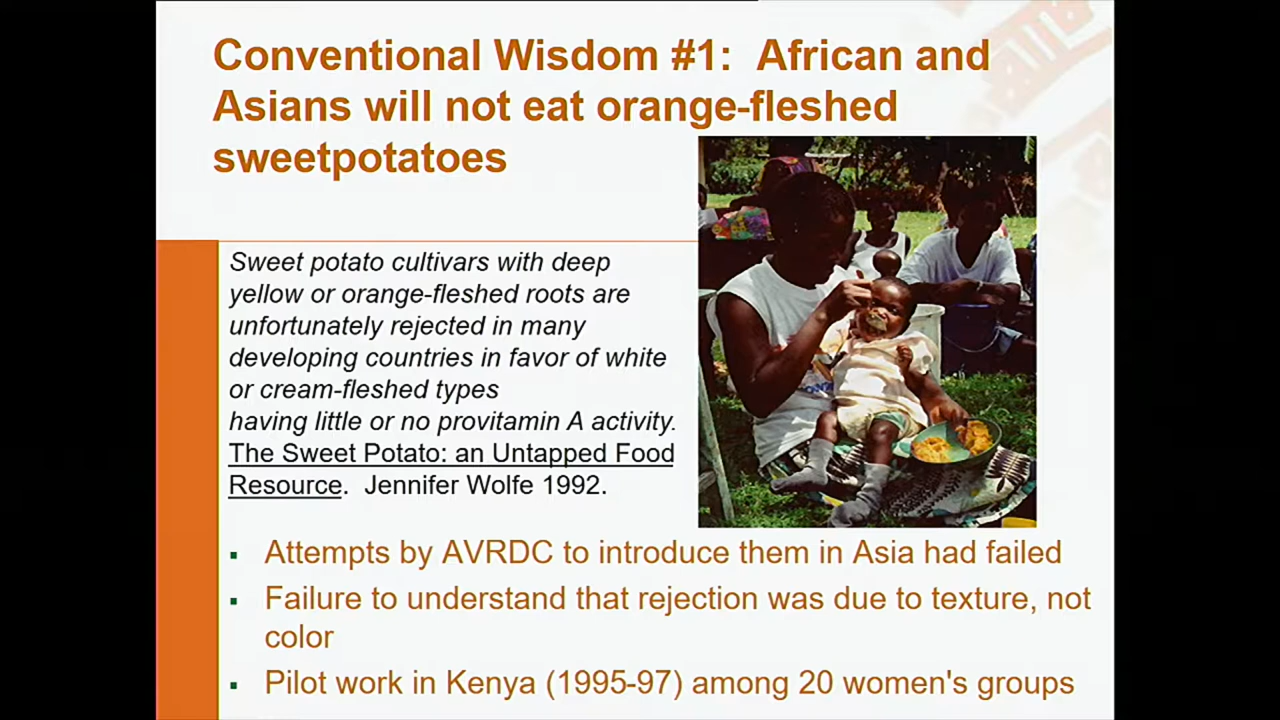 Conventional Wisdom #1:  African and
Asians will not eat orange-fleshed
sweetpotatoes
Sweet potato cultivars with deep
yellow or orange-fleshed roots are
unfortunately rejected in many
developing countries in favor of white
or cream-fleshed types
having little or no provitamin A activity.
The Sweet Potato: an Untapped Food
Resource.  Jennifer Wolfe 1992.
▪ Attempts by AVRDC to introduce them in Asia had failed
▪ Failure to understand that rejection was due to texture, not
color
▪ Pilot work in Kenya (1995-97) among 20 women's groups